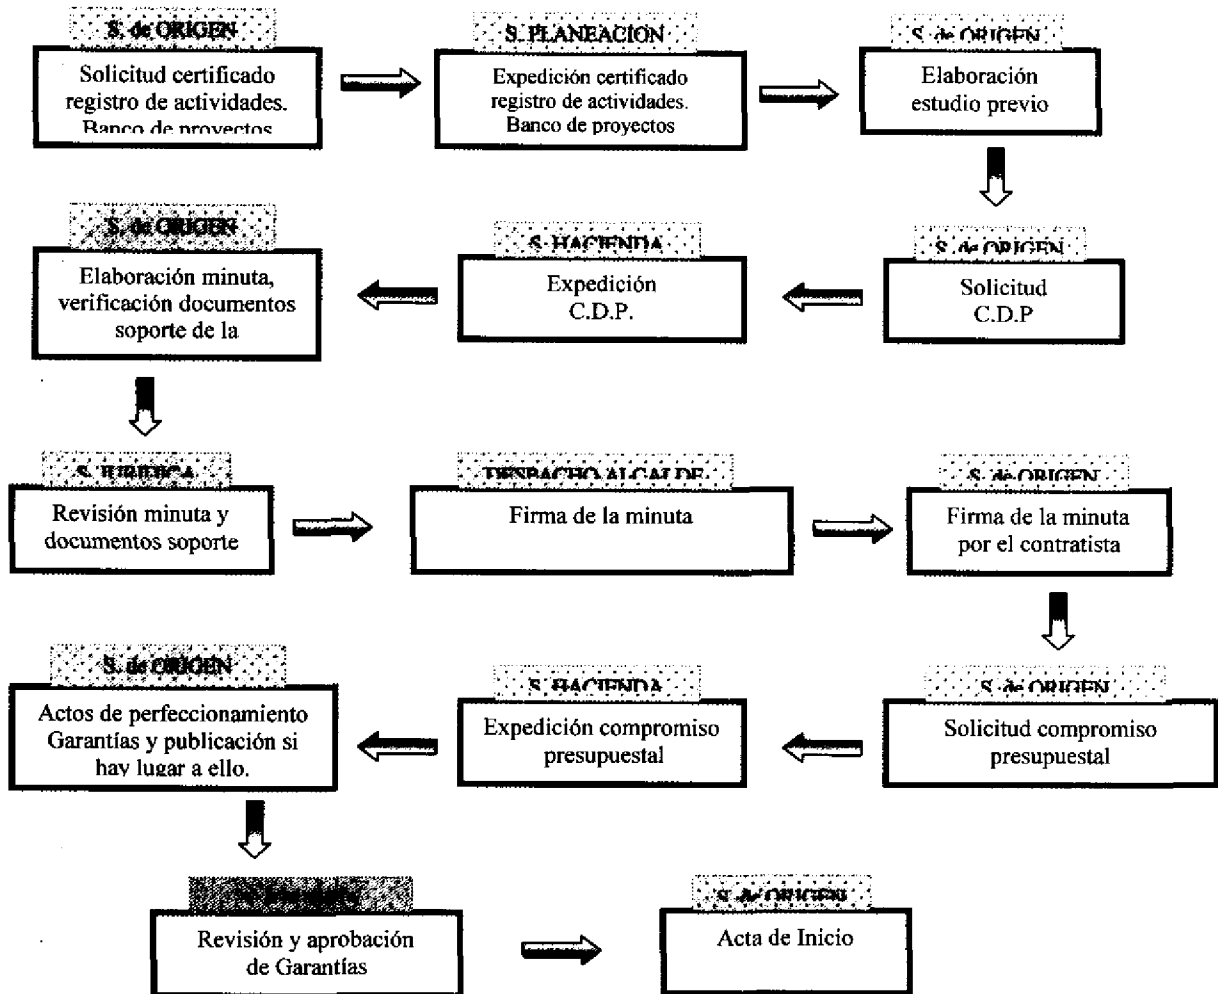 S. de ORIGEN
Solicitud certificado
registro de actividades.
Banco de proyectos
S. PLANEACION
Expedición certificado
registro de actividades.
Banco de proyectos
S. de ORIGEN
Elaboración
estudio previo
S. de ORIGEN
Solicitud
C.D.P
S. HACIENDA
Expedición
C.D.P.
S. de ORIGEN
Elaboración minuta,
verificación documentos
soporte de la
S. JURIDICA
Revisión minuta y
documentos soporte
DESPACHO ALCALDE
Firma de la minuta
S. de ORIGEN
Firma de la minuta
por el contratista
S. de ORIGEN
Solicitud compromiso
presupuestal
S. HACIENDA
Expedición compromiso
presupuestal
S. de ORIGEN
Actos de perfeccionamiento
Garantías y publicación si
hay lugar a ello.
Revisión y aprobación
de Garantías
S. de ORIGEN
Acta de Inicio